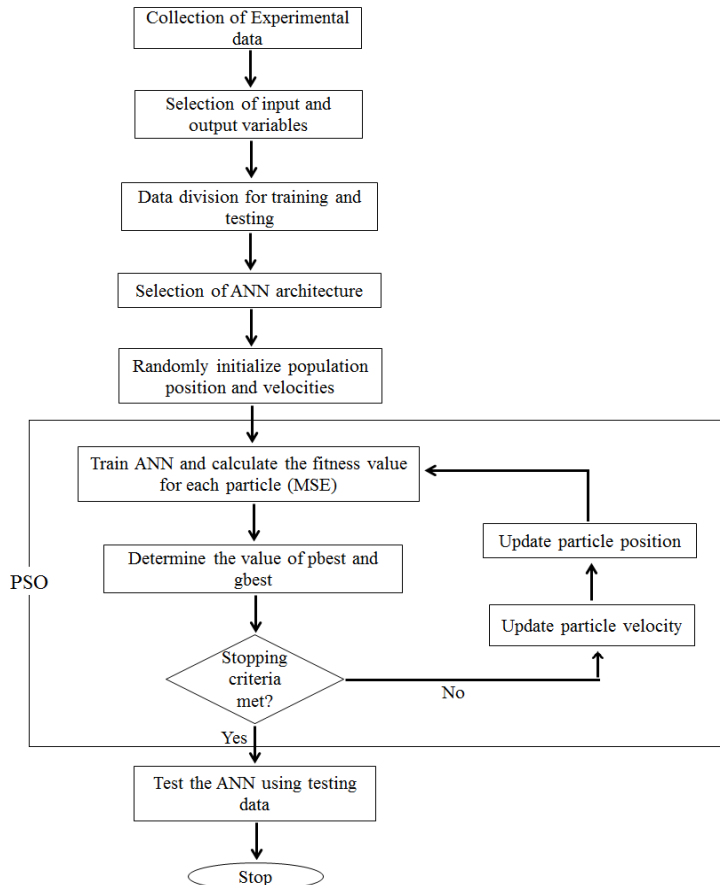 Collection of Experimental
data
Selection of input and
output variables
Data division for training and
testing
Selection of ANN architecture
Randomly initialize population
position and velocities
Train ANN and calculate the fitness value
for each particle (MSE)
Update particle position
Determine the value of pbest and
gbest
PSO
Update particle velocity
Stopping
criteria
met?
No
Yes
Test the ANN using testing
data
Stop